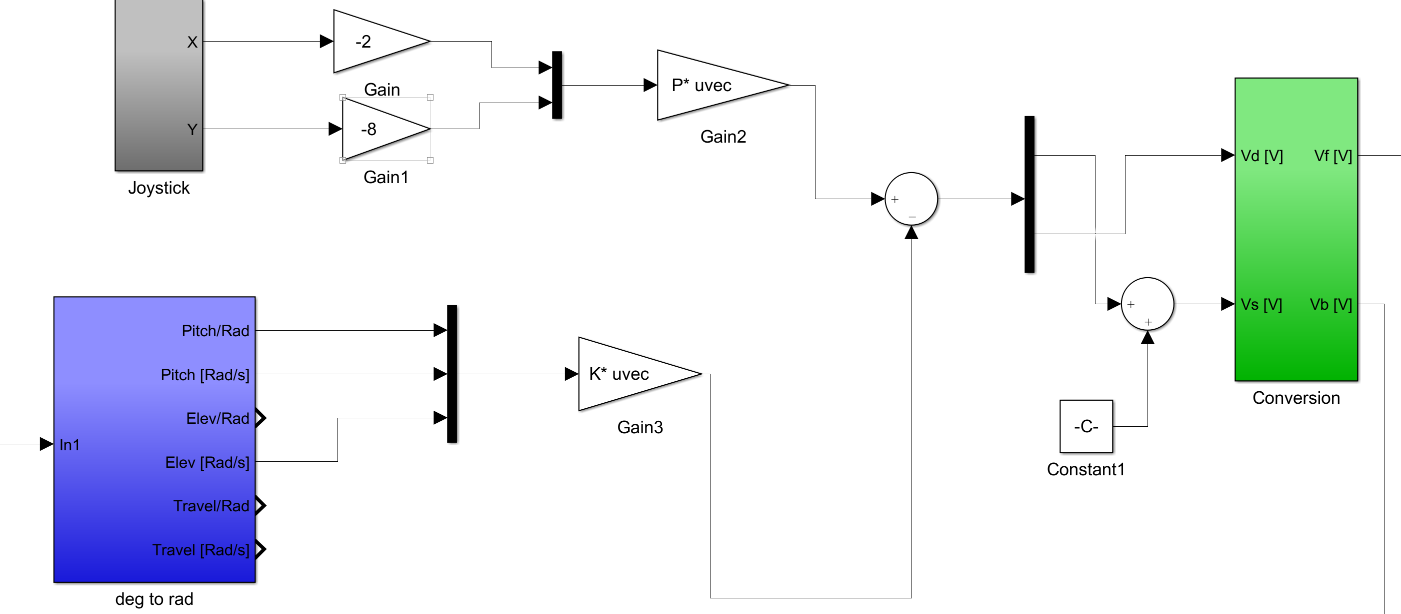 X
-2
Gain
Y
-8
Gain1
Joystick
P* uvec
Gain2
+
−
Vd [V]
Vf [V]
Vs [V]
Vb [V]
Conversion
+
+
-C-
Constant1
In1
Pitch/Rad
Pitch [Rad/s]
Elev/Rad
Elev [Rad/s]
Travel/Rad
Travel [Rad/s]
deg to rad
K* uvec
Gain3